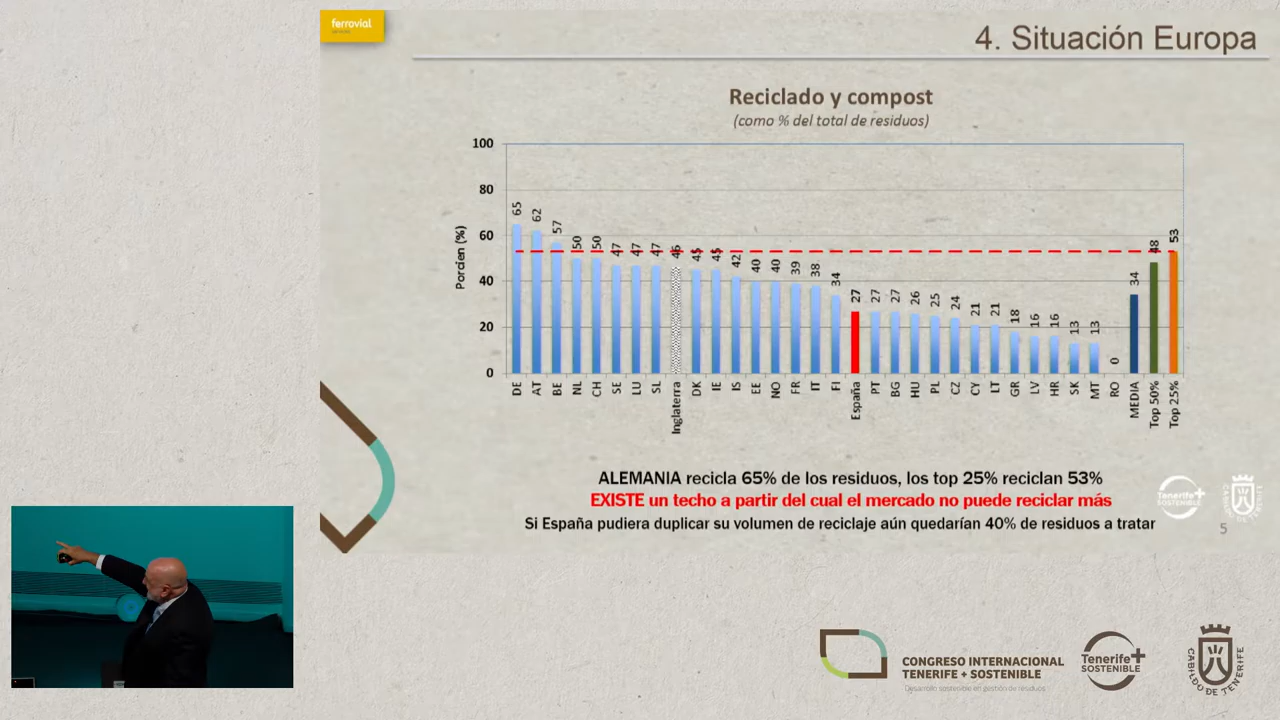 ferrovial
4. Situación Europa
Reciclado y compost
(como % del total de residuos)
Porcien (%)
100
80
60
40
20
0
65
62
57
50
50
47
47
47
46
45
45
42
40
40
39
38
34
27
27
27
26
25
24
21
21
18
16
16
13
13
0
34
48
53
DE
AT
BE
NL
CH
SE
LU
SL
Inglaterra
DK
IE
IS
EE
NO
FR
IT
FI
España
PT
BG
HU
PL
CZ
CY
LT
GR
LV
HR
SK
MT
RO
MEDIA
Top 50%
Top 25%
ALEMANIA recicla 65% de los residuos, los top 25% reciclan 53%
EXISTE un techo a partir del cual el mercado no puede reciclar más
Si España pudiera duplicar su volumen de reciclaje aún quedarían 40% de residuos a tratar
Tenerife+
SOSTENIBLE
5
CONGRESO INTERNACIONAL
TENERIFE + SOSTENIBLE
Desarrollo sostenible en gestión de residuos
Tenerife+
SOSTENIBLE
CABILDO DE TENERIFE